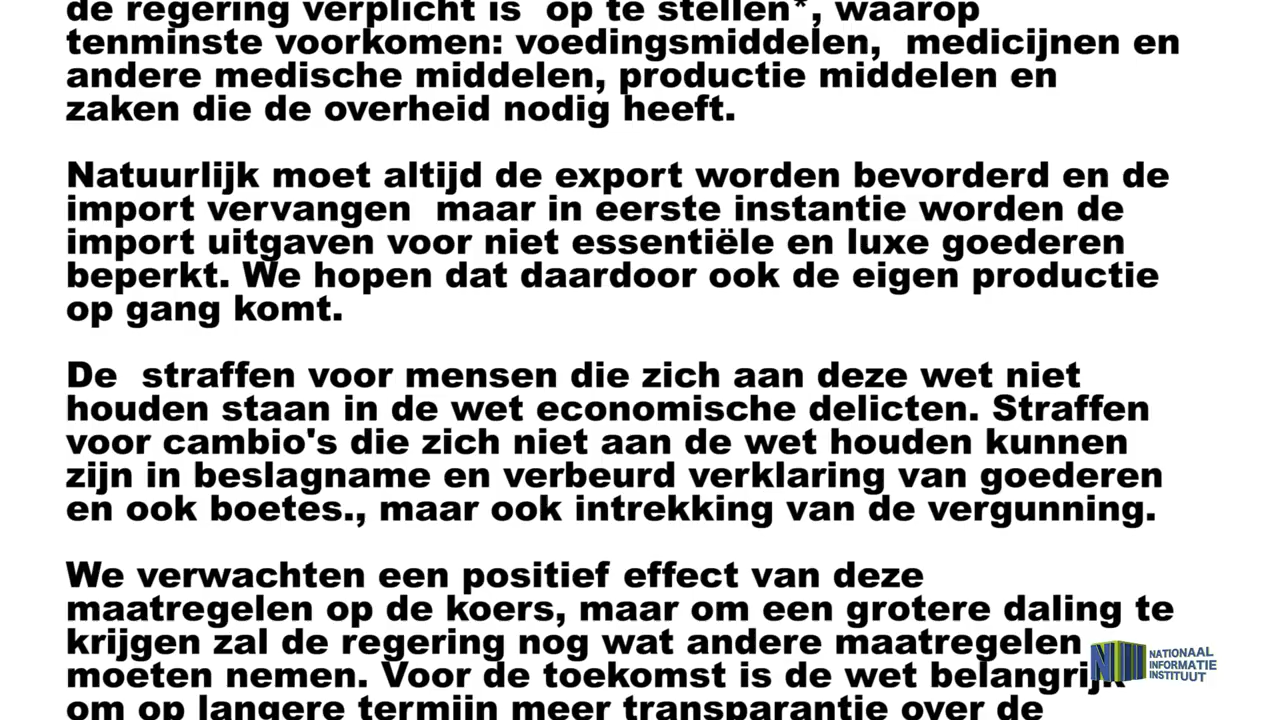 de regering verplicht is  op te stellen*, waarop
tenminste voorkomen: voedingsmiddelen,  medicijnen en
andere medische middelen, productie middelen en
zaken die de overheid nodig heeft.
Natuurlijk moet altijd de export worden bevorderd en de
import vervangen  maar in eerste instantie worden de
import uitgaven voor niet essentiële en luxe goederen
beperkt. We hopen dat daardoor ook de eigen productie
op gang komt.
De  straffen voor mensen die zich aan deze wet niet
houden staan in de wet economische delicten. Straffen
voor cambio's die zich niet aan de wet houden kunnen
zijn in beslagname en verbeurd verklaring van goederen
en ook boetes., maar ook intrekking van de vergunning.
We verwachten een positief effect van deze
maatregelen op de koers, maar om een grotere daling te
krijgen zal de regering nog wat andere maatregelen
moeten nemen. Voor de toekomst is de wet belangrijk
om op langere termijn meer transparantie over de
NATIONAAL
INFORMATIE
INSTITUUT